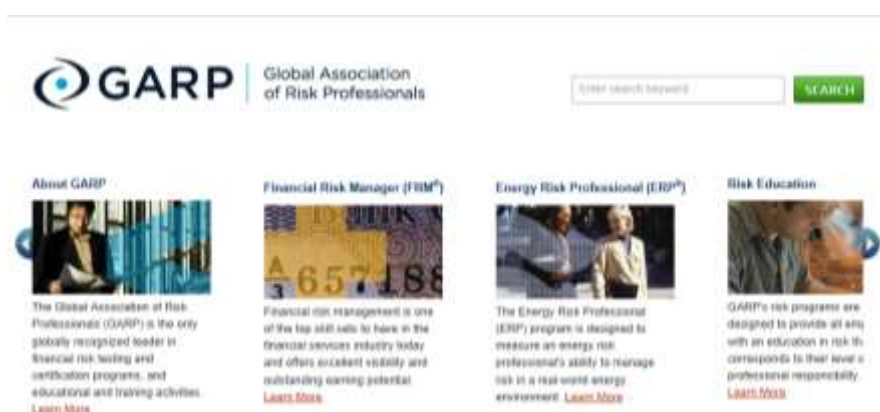 GARP
Global Association
of Risk Professionals
Enter search keyword
SEARCH
About GARP
The Global Association of Risk
Professionals (GARP) is the only
globally recognized leader in
financial risk testing and
certification programs, and
educational and training activities.
Learn More
Financial Risk Manager (FRM®)
A
3
657188
Financial risk management is one
of the top skill sets to have in the
financial services industry today
and offers excellent visibility and
outstanding earning potential.
Learn More
Energy Risk Professional (ERP®)
The Energy Risk Professional
(ERP) program is designed to
measure an energy risk
professional's ability to manage
risk in a real-world energy
environment. Learn More
Risk Education
GARP's risk programs are
designed to provide all emp
with an education in risk th
corresponds to their level o
professional responsibility.
Learn More